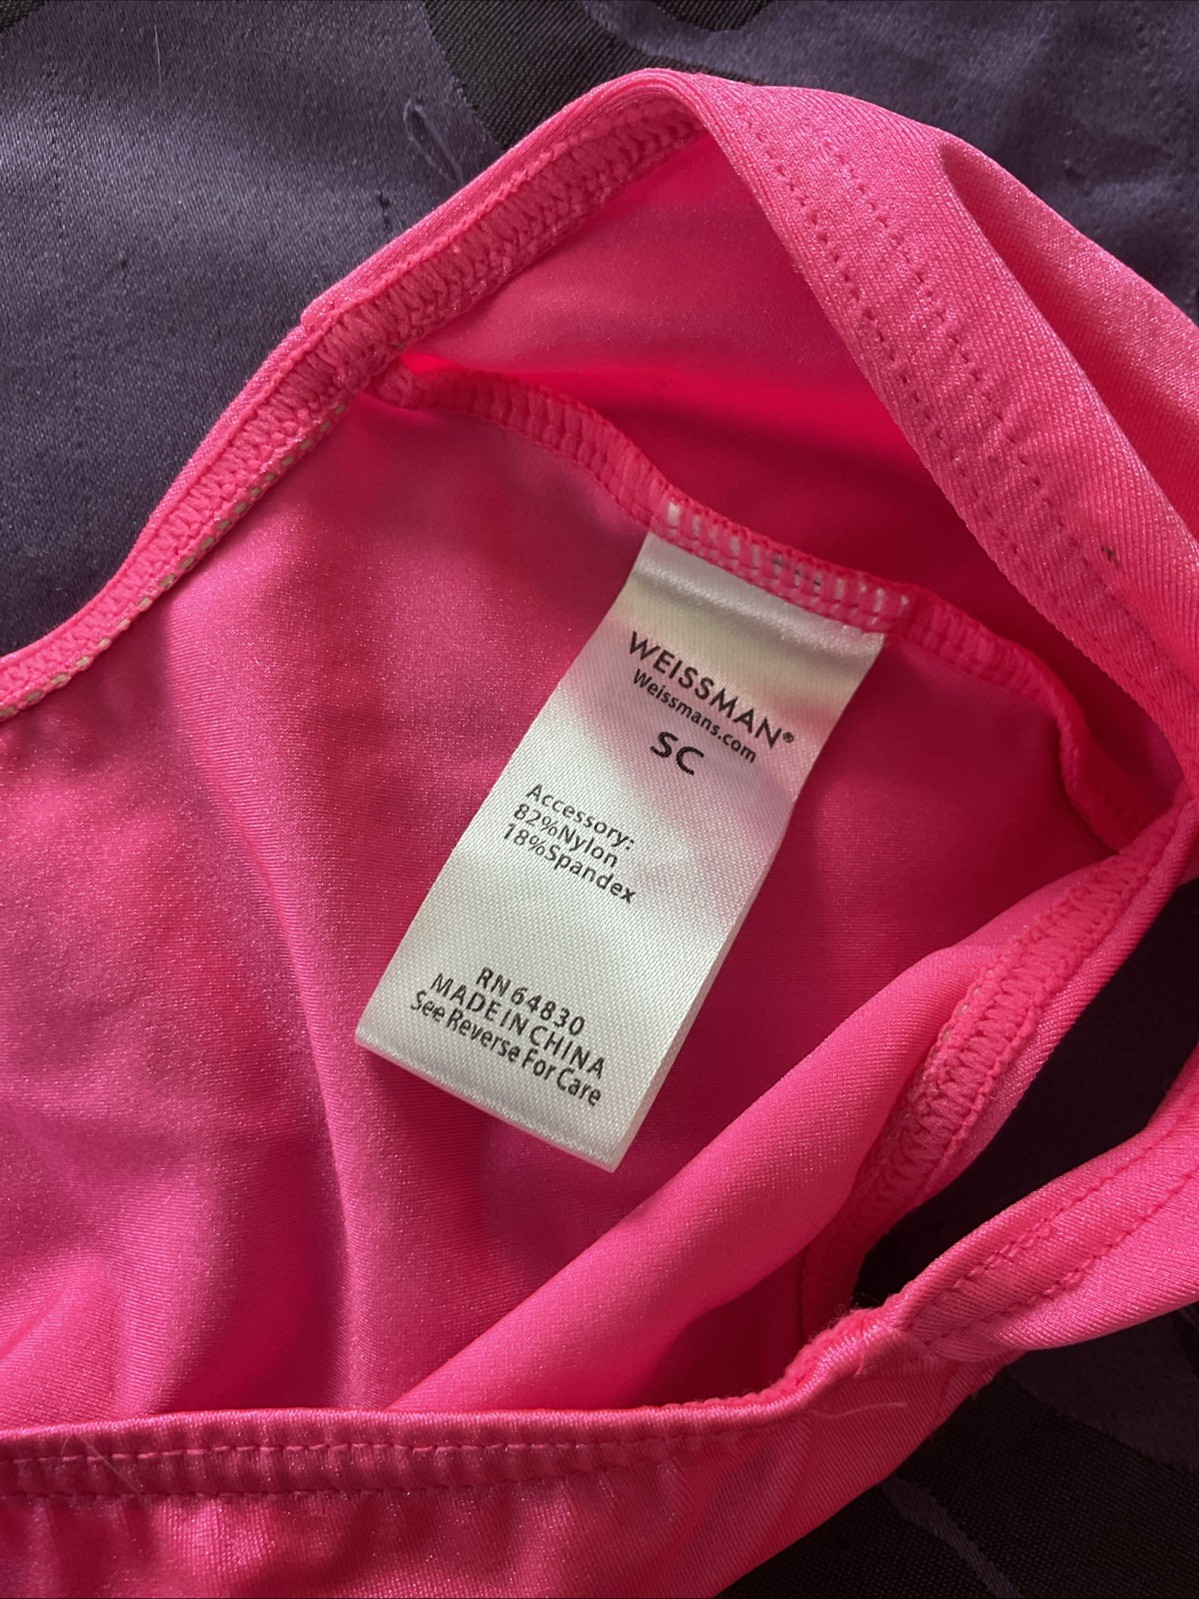 WEISSMAN®
Weissmans.com
SC
Accessory:
82%Nylon
18%Spandex
RN 64830
MADE IN CHINA
See Reverse For Care